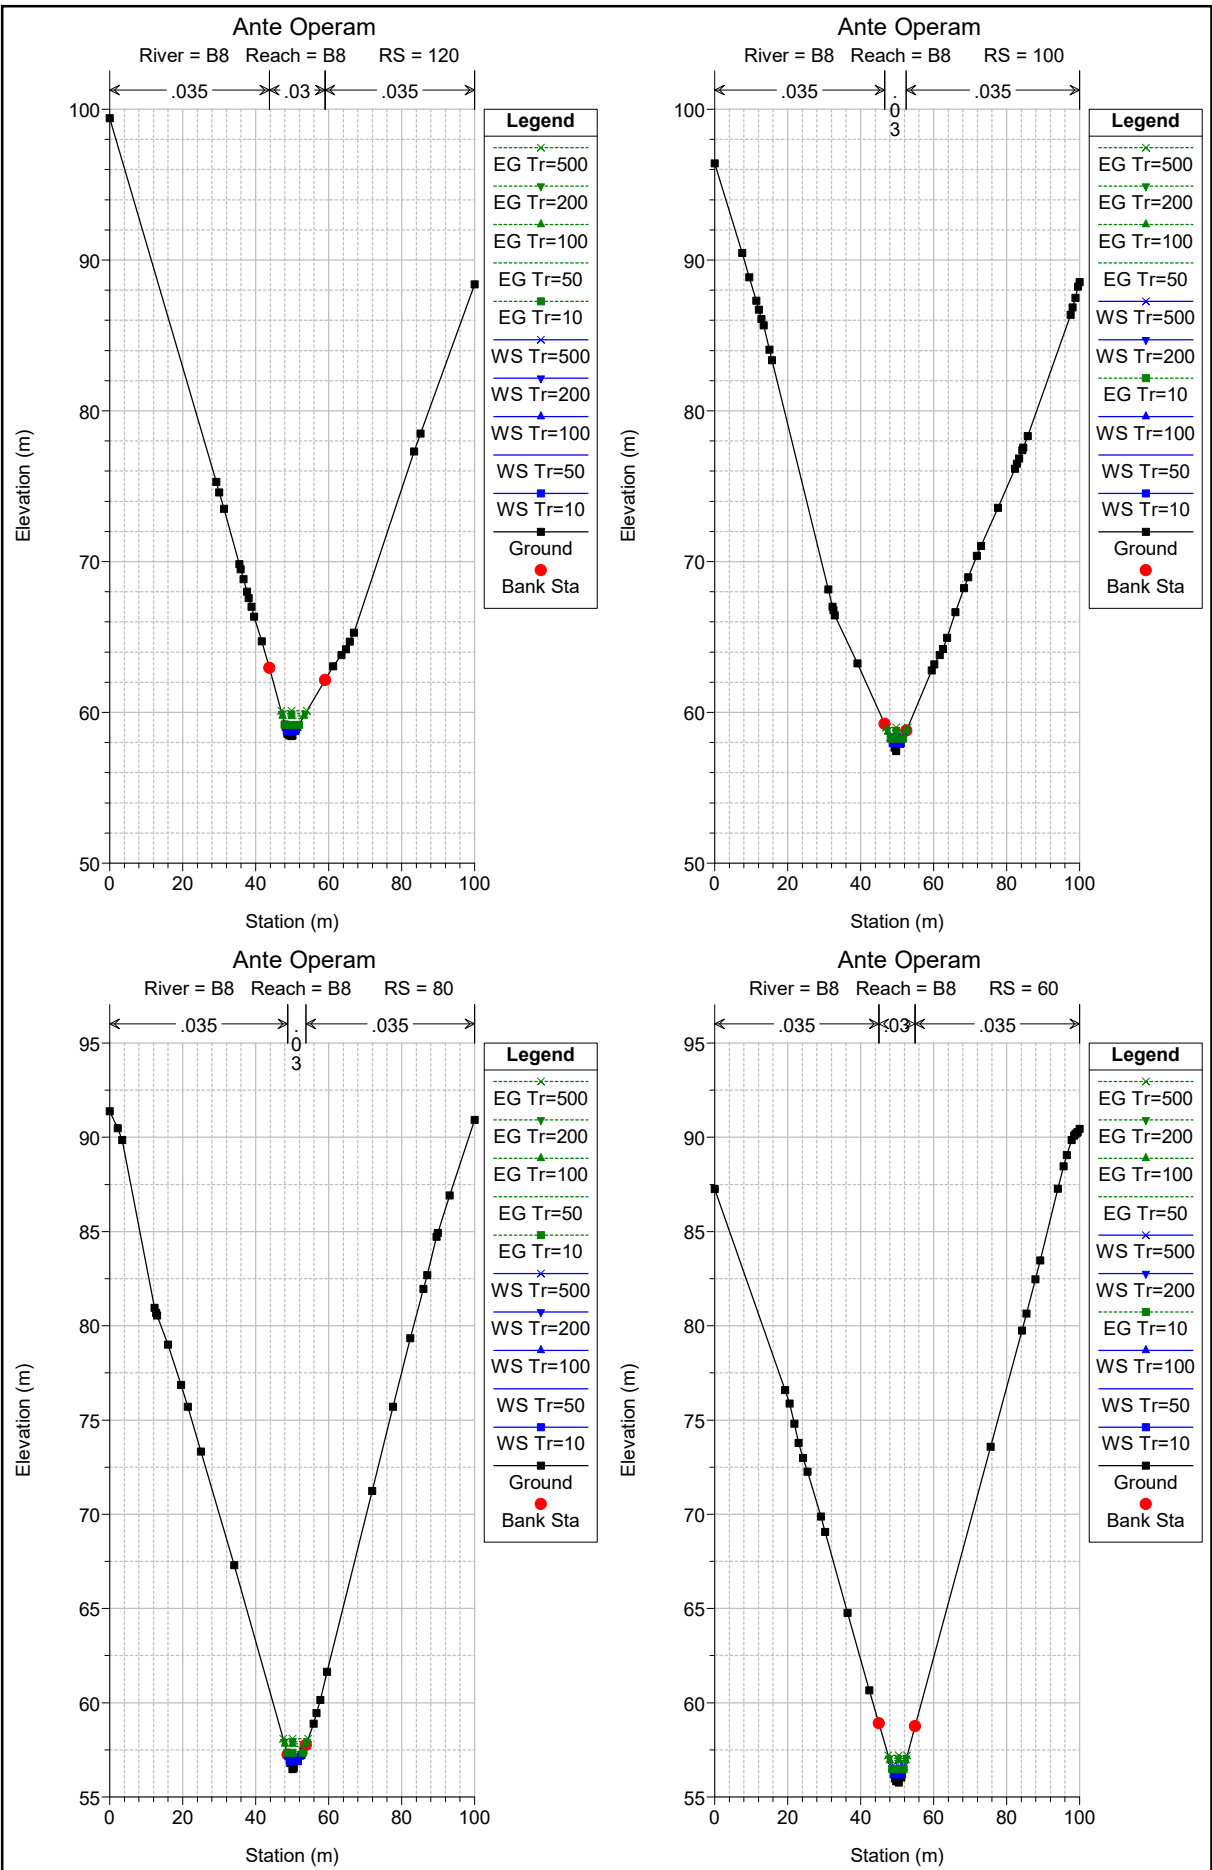 Ante Operam
River = B8 Reach = B8 RS = 120
.035 .03 .035
Legend
EG Tr=500
EG Tr=200
EG Tr=100
EG Tr=50
EG Tr=10
WS Tr=500
WS Tr=200
WS Tr=100
WS Tr=50
WS Tr=10
Ground
Bank Sta
100
90
80
70
60
50
Elevation (m)
0 20 40 60 80 100
Station (m)
Ante Operam
River = B8 Reach = B8 RS = 100
.035 .03 .035
Legend
EG Tr=500
EG Tr=200
EG Tr=100
EG Tr=50
WS Tr=500
WS Tr=200
EG Tr=10
WS Tr=100
WS Tr=50
WS Tr=10
Ground
Bank Sta
100
90
80
70
60
50
Elevation (m)
0 20 40 60 80 100
Station (m)
Ante Operam
River = B8 Reach = B8 RS = 80
.035 .03 .035
Legend
EG Tr=500
EG Tr=200
EG Tr=100
EG Tr=50
EG Tr=10
WS Tr=500
WS Tr=200
WS Tr=100
WS Tr=50
WS Tr=10
Ground
Bank Sta
95
90
85
80
75
70
65
60
55
Elevation (m)
0 20 40 60 80 100
Station (m)
Ante Operam
River = B8 Reach = B8 RS = 60
.035 .03 .035
Legend
EG Tr=500
EG Tr=200
EG Tr=100
EG Tr=50
WS Tr=500
WS Tr=200
EG Tr=10
WS Tr=100
WS Tr=50
WS Tr=10
Ground
Bank Sta
95
90
85
80
75
70
65
60
55
Elevation (m)
0 20 40 60 80 100
Station (m)